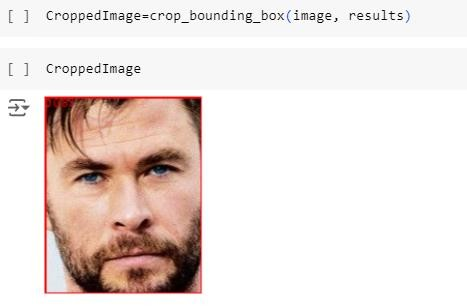 [ ] CroppedImage=crop_bounding_box(image, results)
[ ] CroppedImage